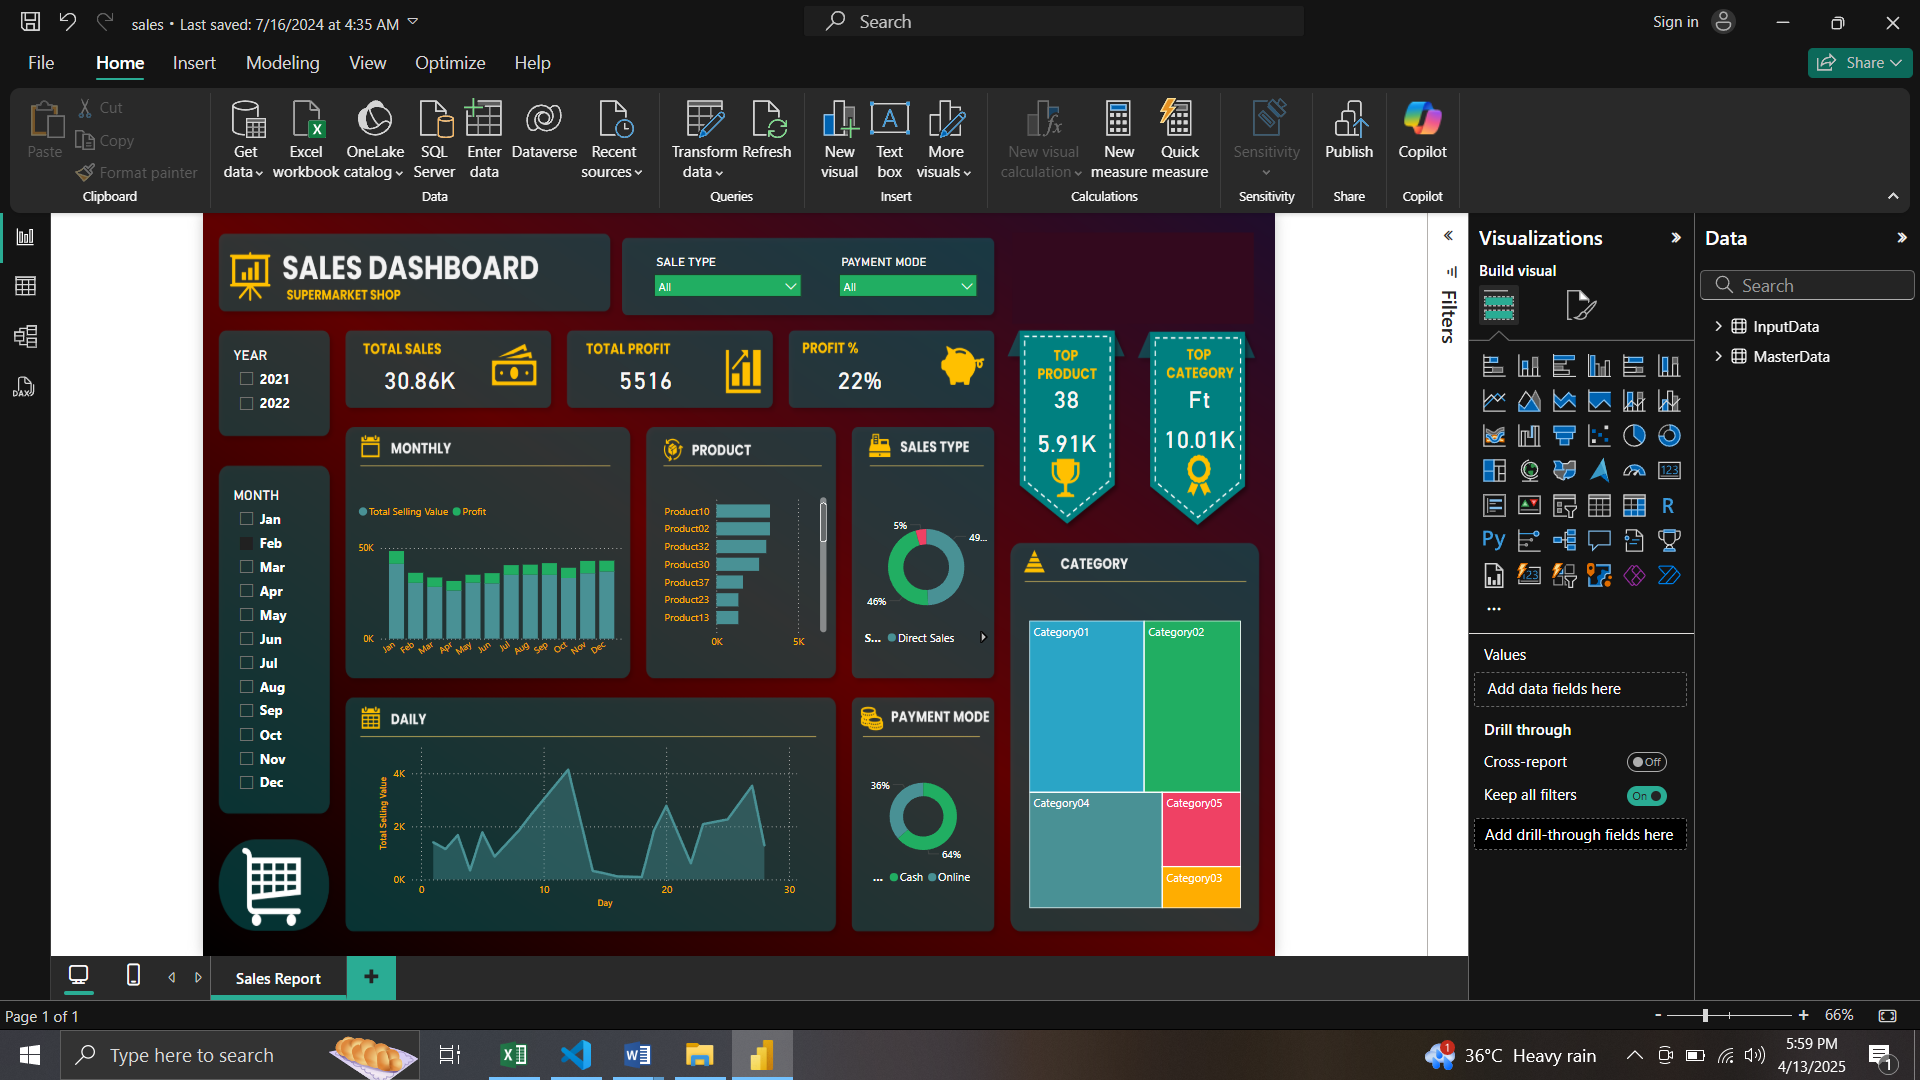 sales • Last saved: 7/16/2024 at 4:35 AM
Search
Sign in
File
Home
Insert
Modeling
View
Optimize
Help
Share
Paste
Cut
Copy
Format painter
Clipboard
Get data
Excel workbook
OneLake catalog
SQL Server
Enter data
Dataverse
Recent sources
Data
Transform data
Refresh
Queries
New visual
A
Text box
More visuals
Insert
New visual calculation
New measure
Quick measure
Calculations
Sensitivity
Sensitivity
Publish
Share
Copilot
Copilot
DAX
SALES DASHBOARD
SUPERMARKET SHOP
SALE TYPE
All
PAYMENT MODE
All
YEAR
2021
2022
TOTAL SALES
30.86K
TOTAL PROFIT
5516
PROFIT %
22%
TOP PRODUCT
38
5.91K
TOP CATEGORY
Ft
10.01K
MONTH
Jan
Feb
Mar
Apr
May
Jun
Jul
Aug
Sep
Oct
Nov
Dec
MONTHLY
Total Selling Value
Profit
50K
0K
Jan
Feb
Mar
Apr
May
Jun
Jul
Aug
Sep
Oct
Nov
Dec
PRODUCT
Product10
Product02
Product32
Product30
Product37
Product23
Product13
0K
5K
SALES TYPE
5%
49...
46%
S...
Direct Sales
CATEGORY
Category01
Category02
Category04
Category05
Category03
DAILY
Total Selling Value
4K
2K
0K
0
10
20
30
Day
PAYMENT MODE
36%
64%
...
Cash
Online
Filters
Visualizations
Build visual
123
R
Py
123
...
Values
Add data fields here
Drill through
Cross-report
Off
Keep all filters
On
Add drill-through fields here
Data
Search
InputData
MasterData
Sales Report
Page 1 of 1
- + 66%
Type here to search
1
36°C Heavy rain
5:59 PM
4/13/2025
1